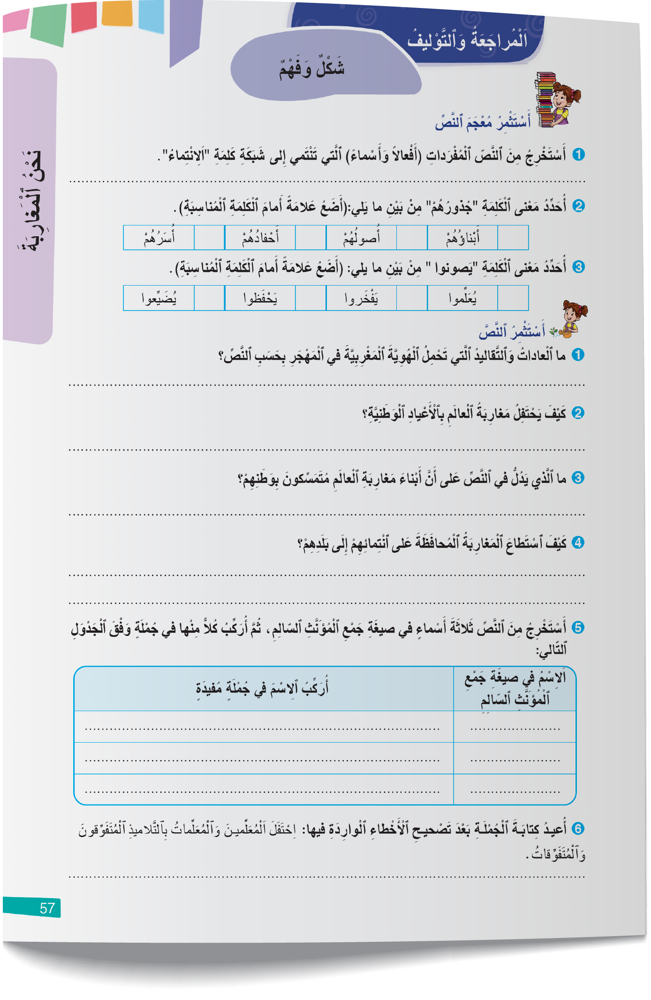 اَلْمُراجَعَةُ وَٱلتَّوْليفُ
شَكْلٌ وَفَهْمٌ
أَسْتَثْمِرُ مُعْجَمَ ٱلنَّصِّ
1 أَسْتَخْرِجُ مِنَ ٱلنَّصّ ٱلْمُفْرَداتِ (أَفْعالاً وَأَسْماءً) ٱلَّتي تَنْتَمي إِلى شَبَكَةِ كَلِمَةِ "اَلِانْتِماءُ".
2 أُحَدِّدُ مَعْنى ٱلْكَلِمَةِ "جُذورُهُمْ" مِنْ بَيْنِ ما يَلي:(أَضَعُ عَلامَةً أَمامَ ٱلْكَلِمَةِ ٱلْمُناسِبَةِ).
أَبْناؤُهُمْ أُصولُهُمْ أَحْفادُهُمْ أُسَرُهُمْ
3 أُحَدِّدُ مَعْنى ٱلْكَلِمَةِ "يَصونوا " مِنْ بَيْنِ ما يلي: (أَضَعُ عَلامَةً أَمامَ ٱلْكَلِمَةِ ٱلْمُناسِبَةِ).
يُعَلِّموا يَفْخَروا يَحْفَظوا يُضَيِّعوا
أَسْتَثْمِرُ ٱلنَّصَّ
1 ما ٱلْعاداتُ وَٱلتَّقاليدُ ٱلَّتي تَحْمِلُ ٱلْهُوِيَّةَ ٱلْمَغْرِبِيَّةَ في ٱلْمَهْجَرِ بِحَسَبِ ٱلنَّصِّ؟
2 كَيْفَ يَحْتَفِلُ مَغارِبَةُ ٱلْعالَمِ بِٱلْأَعْيادِ ٱلْوَطَنِيَّةِ؟
3 ما ٱلَّذي يَدُلُّ في ٱلنَّصِّ عَلى أَنَّ أَبْناءَ مَغارِبَةِ ٱلْعالَمِ مُتَمَسِّكونَ بِوَطَنِهِمْ؟
4 كَيْفَ ٱسْتَطاعَ ٱلْمَغارِبَةُ ٱلْمُحافَظَةَ عَلى ٱنْتِمائِهِمْ إِلَى بَلَدِهِمْ؟
5 أَسْتَخْرِجُ مِنَ ٱلنَّصِّ ثَلاثَةَ أَسْماءٍ في صيغَةِ جَمْعِ ٱلْمُؤَنَّثِ ٱلسّالِمِ، ثُمَّ أُرَكِّبُ كُلاًّ مِنْها في جُمْلَةٍ وَفْقَ ٱلْجَدْوَلِ
ٱلتّالي:
اَلِاسْمُ في صيغَةِ جَمْعِ
ٱلْمُؤَنَّثِ ٱلسّالِمِ
أُرَكِّبُ ٱلِاسْمَ في جُمْلَةٍ مُفيدَةٍ
6 أُعيدُ كِتابَةَ ٱلْجُمْلَةِ بَعْدَ تَصْحيحِ ٱلْأَخْطاءِ ٱلْوارِدَةِ فيها: اِحْتَفَلَ اَلْمُعَلِّمينَ وَٱلْمُعَلِّماتُ بِٱلتَّلاميذِ ٱلْمُتَفَوِّقونَ
وَٱلْمُتَفَوِّقاتُ.
نَحْنُ ٱلْمَغارِبَةَ
57